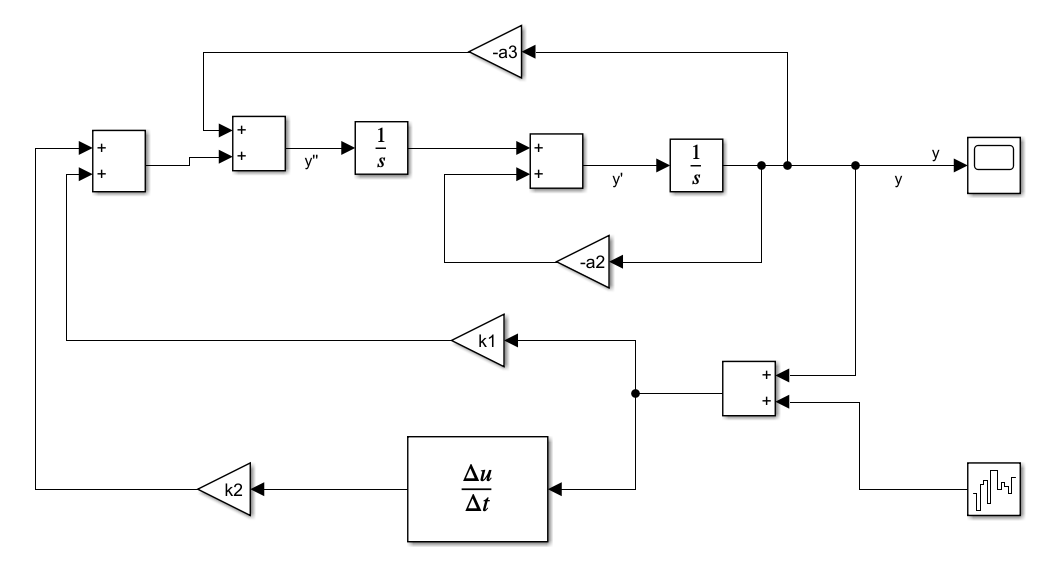 -a3
+
+
+
+
y"
1
s
+
+
y'
1
s
y
y
-a2
k1
+
+
k2
Δu
Δt